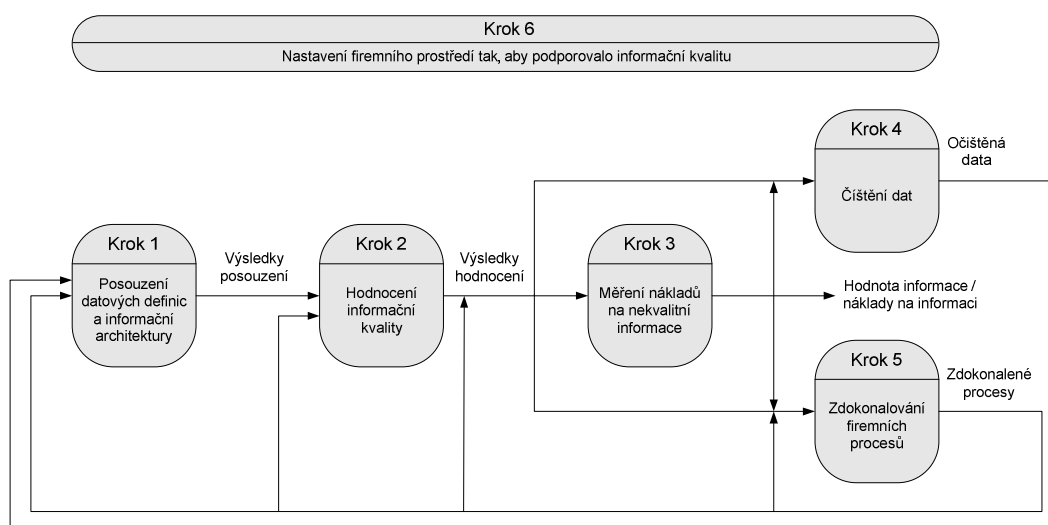 Krok 6
Nastavení firemního prostředí tak, aby podporovalo informační kvalitu
Krok 4
Číštění dat
Očištěná
data
Krok 1
Posouzení
datových definic
a informační
architektury
Výsledky
posouzení
Krok 2
Hodnocení
informační
kvality
Výsledky
hodnocení
Krok 3
Měření nákladů
na nekvalitní
informace
Hodnota informace /
náklady na informaci
Krok 5
Zdokonalování
firemních
procesů
Zdokonalené
procesy